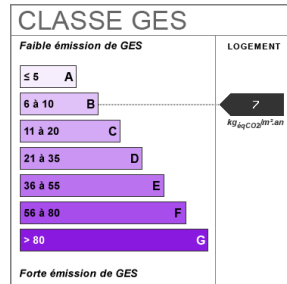 CLASSE GES
Faible émission de GES
LOGEMENT
≤ 5 A
6 à 10 B
7
kgéqCO2/m².an
11 à 20 C
21 à 35 D
36 à 55 E
56 à 80 F
> 80 G
Forte émission de GES